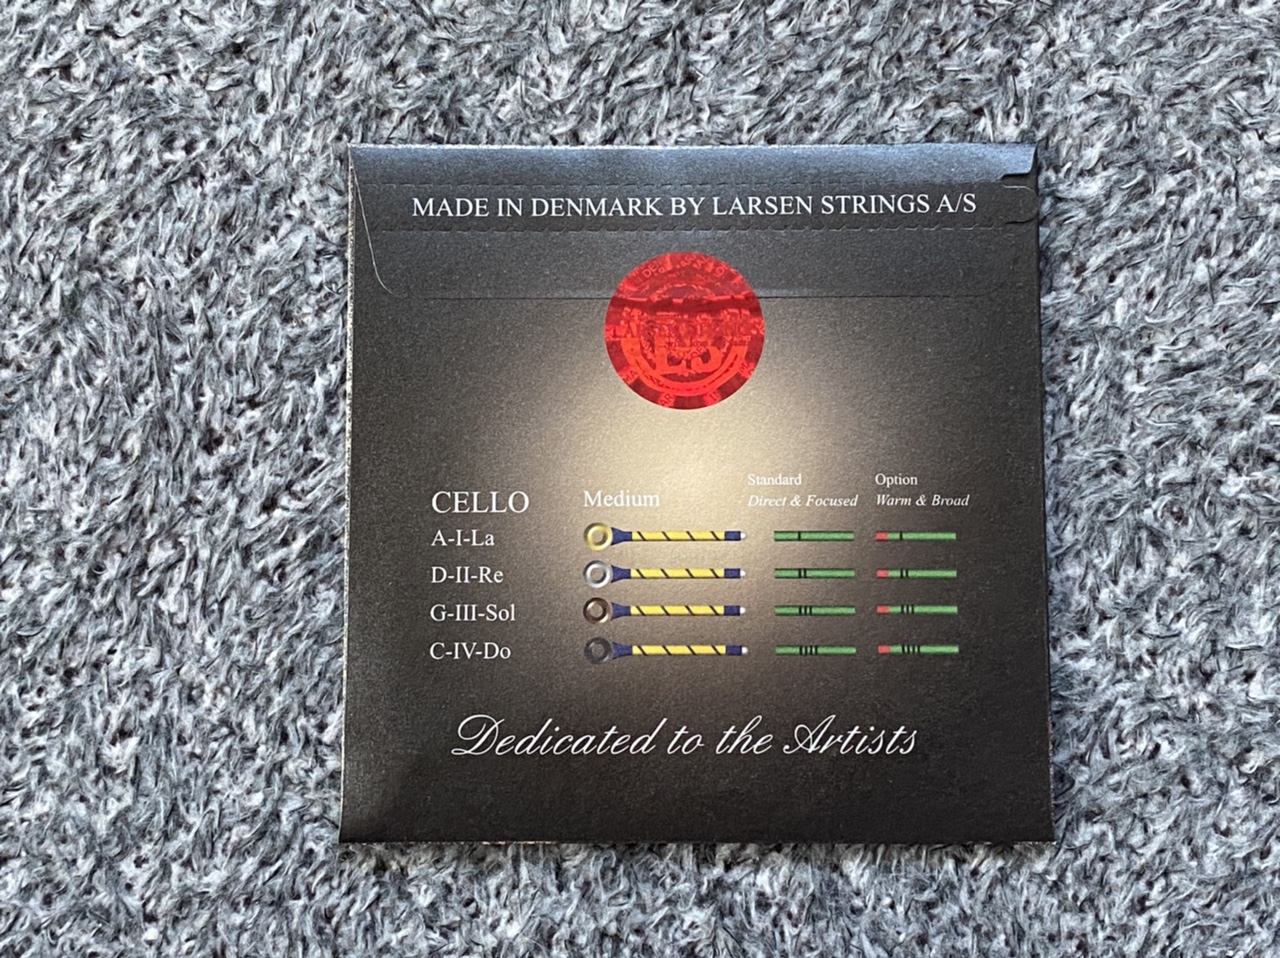 MADE IN DENMARK BY LARSEN STRINGS A/S
Standard Option
CELLO Medium Direct & Focused Warm & Broad
A-I-La
D-II-Re
G-III-Sol
C-IV-Do
Dedicated to the Artists